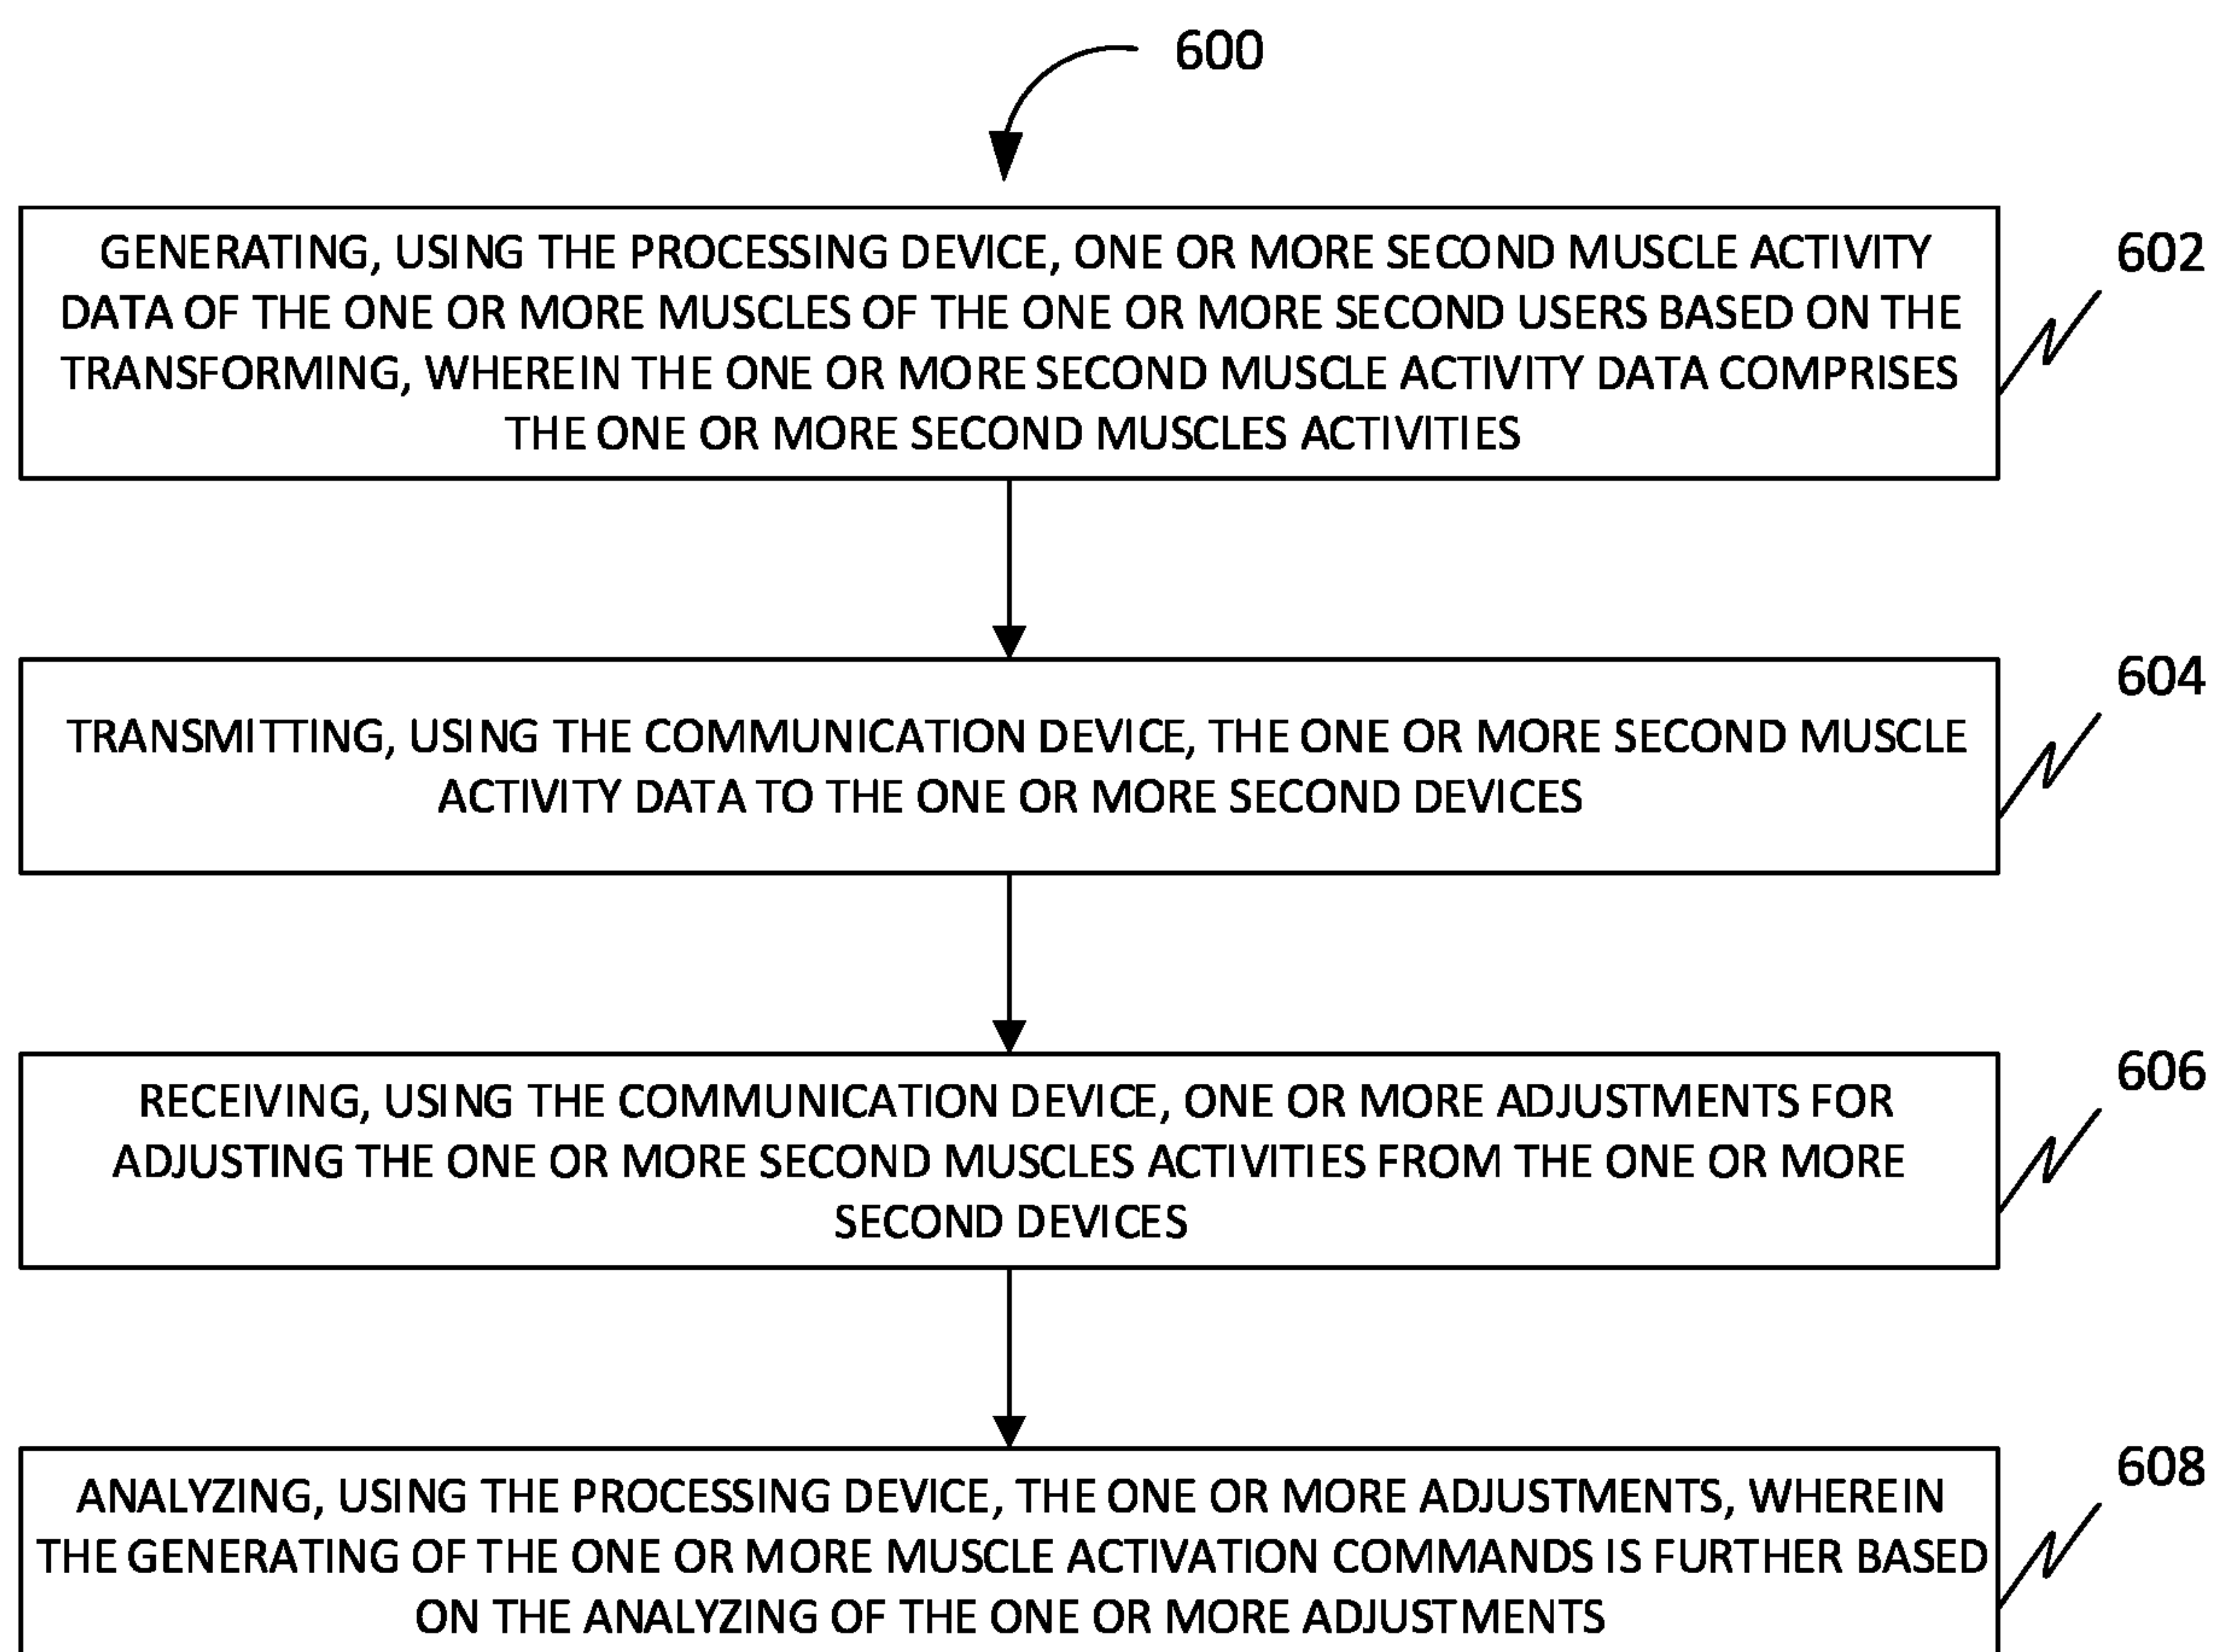 600
GENERATING, USING THE PROCESSING DEVICE, ONE OR MORE SECOND MUSCLE ACTIVITY
DATA OF THE ONE OR MORE MUSCLES OF THE ONE OR MORE SECOND USERS BASED ON THE
TRANSFORMING, WHEREIN THE ONE OR MORE SECOND MUSCLE ACTIVITY DATA COMPRISES
THE ONE OR MORE SECOND MUSCLES ACTIVITIES
602
TRANSMITTING, USING THE COMMUNICATION DEVICE, THE ONE OR MORE SECOND MUSCLE
ACTIVITY DATA TO THE ONE OR MORE SECOND DEVICES
604
RECEIVING, USING THE COMMUNICATION DEVICE, ONE OR MORE ADJUSTMENTS FOR
ADJUSTING THE ONE OR MORE SECOND MUSCLES ACTIVITIES FROM THE ONE OR MORE
SECOND DEVICES
606
ANALYZING, USING THE PROCESSING DEVICE, THE ONE OR MORE ADJUSTMENTS, WHEREIN
THE GENERATING OF THE ONE OR MORE MUSCLE ACTIVATION COMMANDS IS FURTHER BASED
ON THE ANALYZING OF THE ONE OR MORE ADJUSTMENTS
608